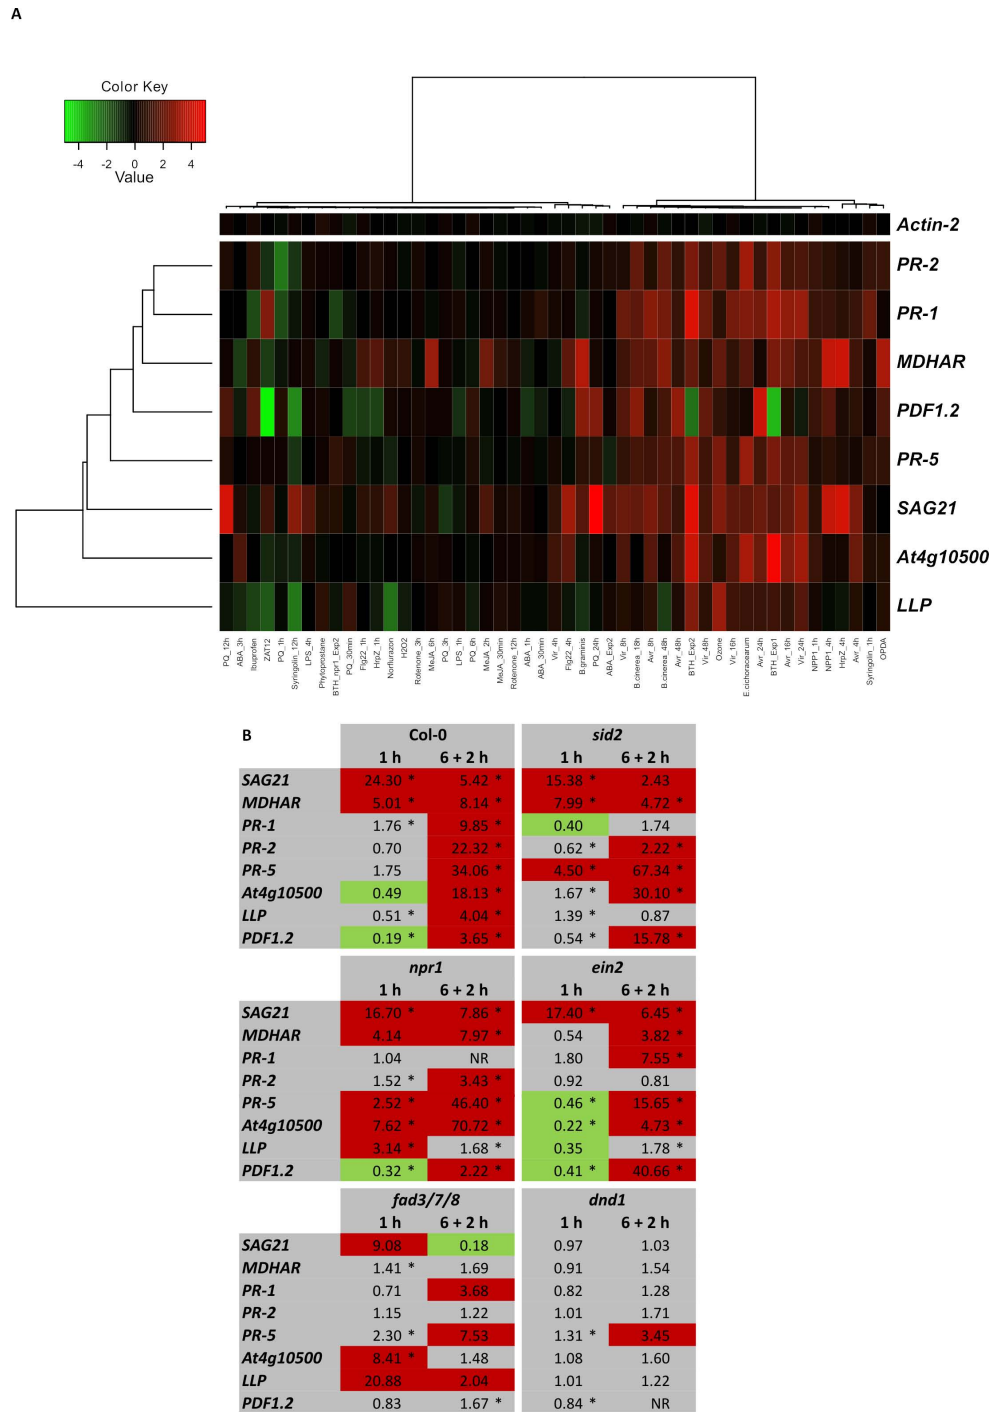 A
Color Key
-4 -2 0 2 4
Value
Actin-2
PR-2
PR-1
MDHAR
PDF1.2
PR-5
SAG21
At4g10500
LLP
PQ_12h
ABA_3h
Ibuprofen
ZAT12
PQ_1h
Syringolin_12h
LPS_4h
Phytoprostane
BTH_npr_Exp2
PQ_30min
Flg22_1h
HrpZ_1h
Norflurazon
H2O2
Rotenone_3h
MeJA_6h
PQ_3h
LPS_1h
PQ_6h
MeJA_2h
MeJA_30min
Rotenone_12h
ABA_1h
ABA_30min
Vir_4h
Flg22_4h
B.graminis
PQ_24h
ABA_Exp2
Vir_8h
B.cinerea_18h
Avr_8h
B.cinerea_48h
Avr_48h
BTH_Exp2
Vir_48h
Ozone
Vir_16h
E.cichoracearum
Avr_24h
BTH_Exp1
Avr_16h
Vir_24h
NPP1_1h
NPP1_4h
HrpZ_4h
Avr_4h
Syringolin_1h
OPDA
B Col-0 sid2
1 h 6 + 2 h 1 h 6 + 2 h
SAG21 24.30 * 5.42 * 15.38 * 2.43
MDHAR 5.01 * 8.14 * 7.99 * 4.72 *
PR-1 1.76 * 9.85 * 0.40 1.74
PR-2 0.70 22.32 * 0.62 * 2.22 *
PR-5 1.75 34.06 * 4.50 * 67.34 *
At4g10500 0.49 18.13 * 1.67 * 30.10 *
LLP 0.51 * 4.04 * 1.39 * 0.87
PDF1.2 0.19 * 3.65 * 0.54 * 15.78 *
npr1 ein2
1 h 6 + 2 h 1 h 6 + 2 h
SAG21 16.70 * 7.86 * 17.40 * 6.45 *
MDHAR 4.14 7.97 * 0.54 3.82 *
PR-1 1.04 NR 1.80 7.55 *
PR-2 1.52 * 3.43 * 0.92 0.81
PR-5 2.52 * 46.40 * 0.46 * 15.65 *
At4g10500 7.62 * 70.72 * 0.22 * 4.73 *
LLP 3.14 * 1.68 * 0.35 1.78 *
PDF1.2 0.32 * 2.22 * 0.41 * 40.66 *
fad3/7/8 dnd1
1 h 6 + 2 h 1 h 6 + 2 h
SAG21 9.08 0.18 0.97 1.03
MDHAR 1.41 * 1.69 0.91 1.54
PR-1 0.71 3.68 0.82 1.28
PR-2 1.15 1.22 1.01 1.71
PR-5 2.30 * 7.53 1.31 * 3.45
At4g10500 8.41 * 1.48 1.08 1.60
LLP 20.88 2.04 1.01 1.22
PDF1.2 0.83 1.67 * 0.84 * NR